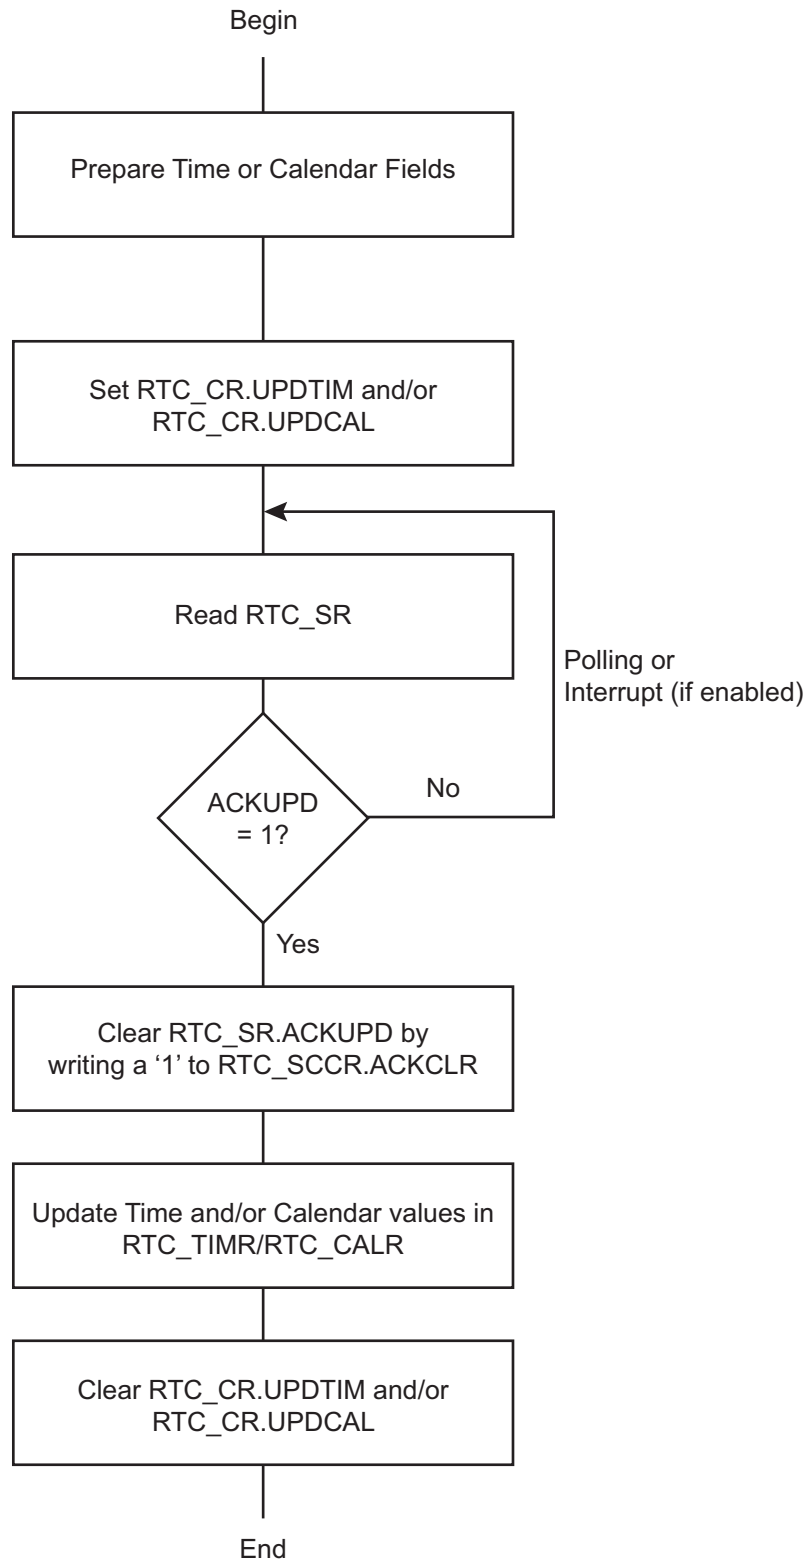 Begin
Prepare Time or Calendar Fields
Set RTC_CR.UPDTIM and/or
RTC_CR.UPDCAL
Read RTC_SR
Polling or
Interrupt (if enabled)
ACKUPD
= 1?
No
Yes
Clear RTC_SR.ACKUPD by
writing a ‘1’ to RTC_SCCR.ACKCLR
Update Time and/or Calendar values in
RTC_TIMR/RTC_CALR
Clear RTC_CR.UPDTIM and/or
RTC_CR.UPDCAL
End